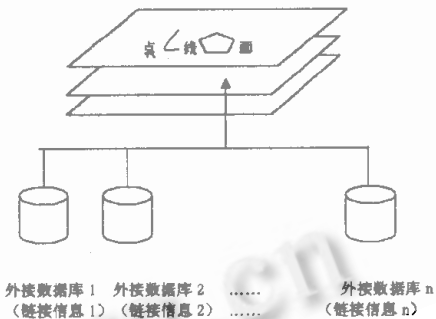 点 线 面
外接数据库 1 外接数据库 2 …… 外接数据库 n
（链接信息 1） （链接信息 2） …… （链接信息 n）